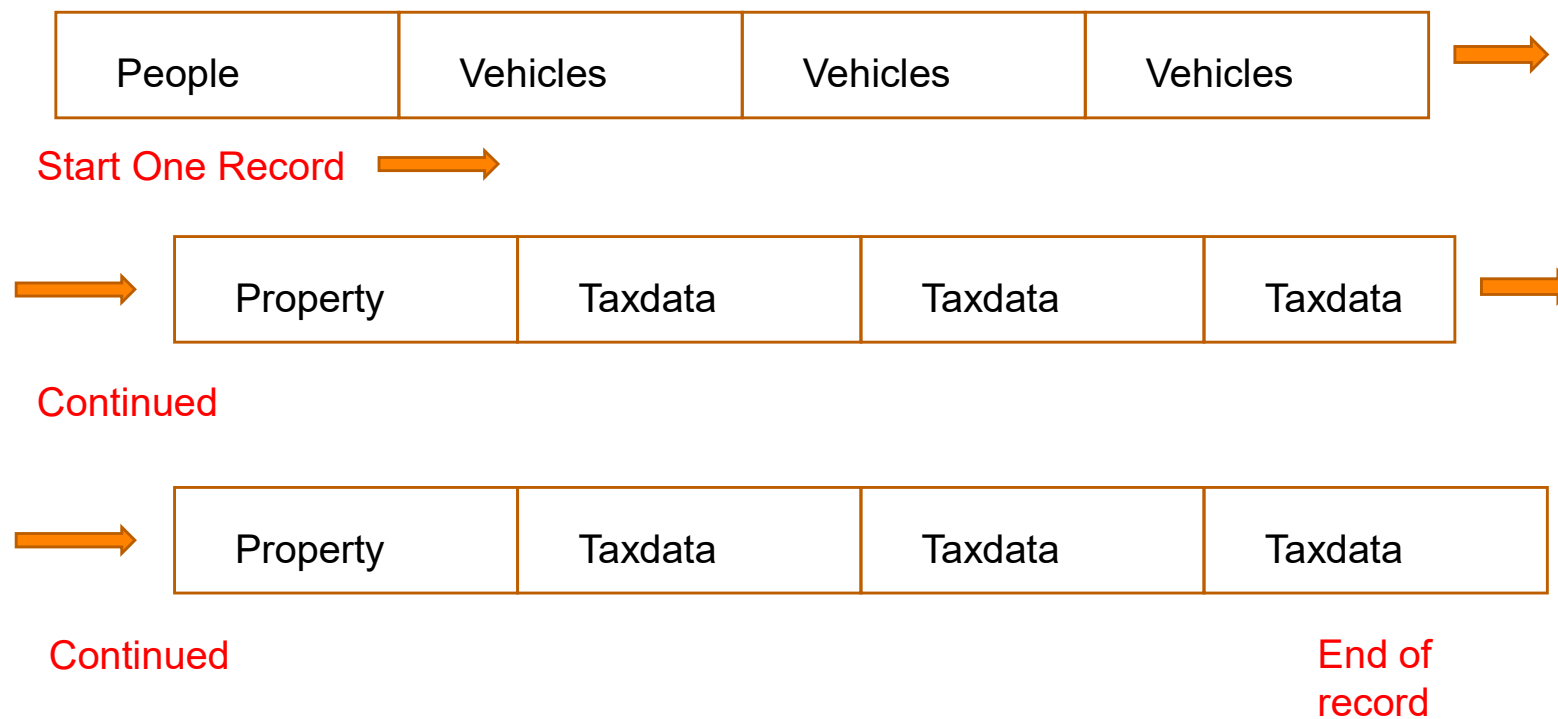 People Vehicles Vehicles Vehicles
Start One Record
Property Taxdata Taxdata Taxdata
Continued
Property Taxdata Taxdata Taxdata
Continued
End of
record